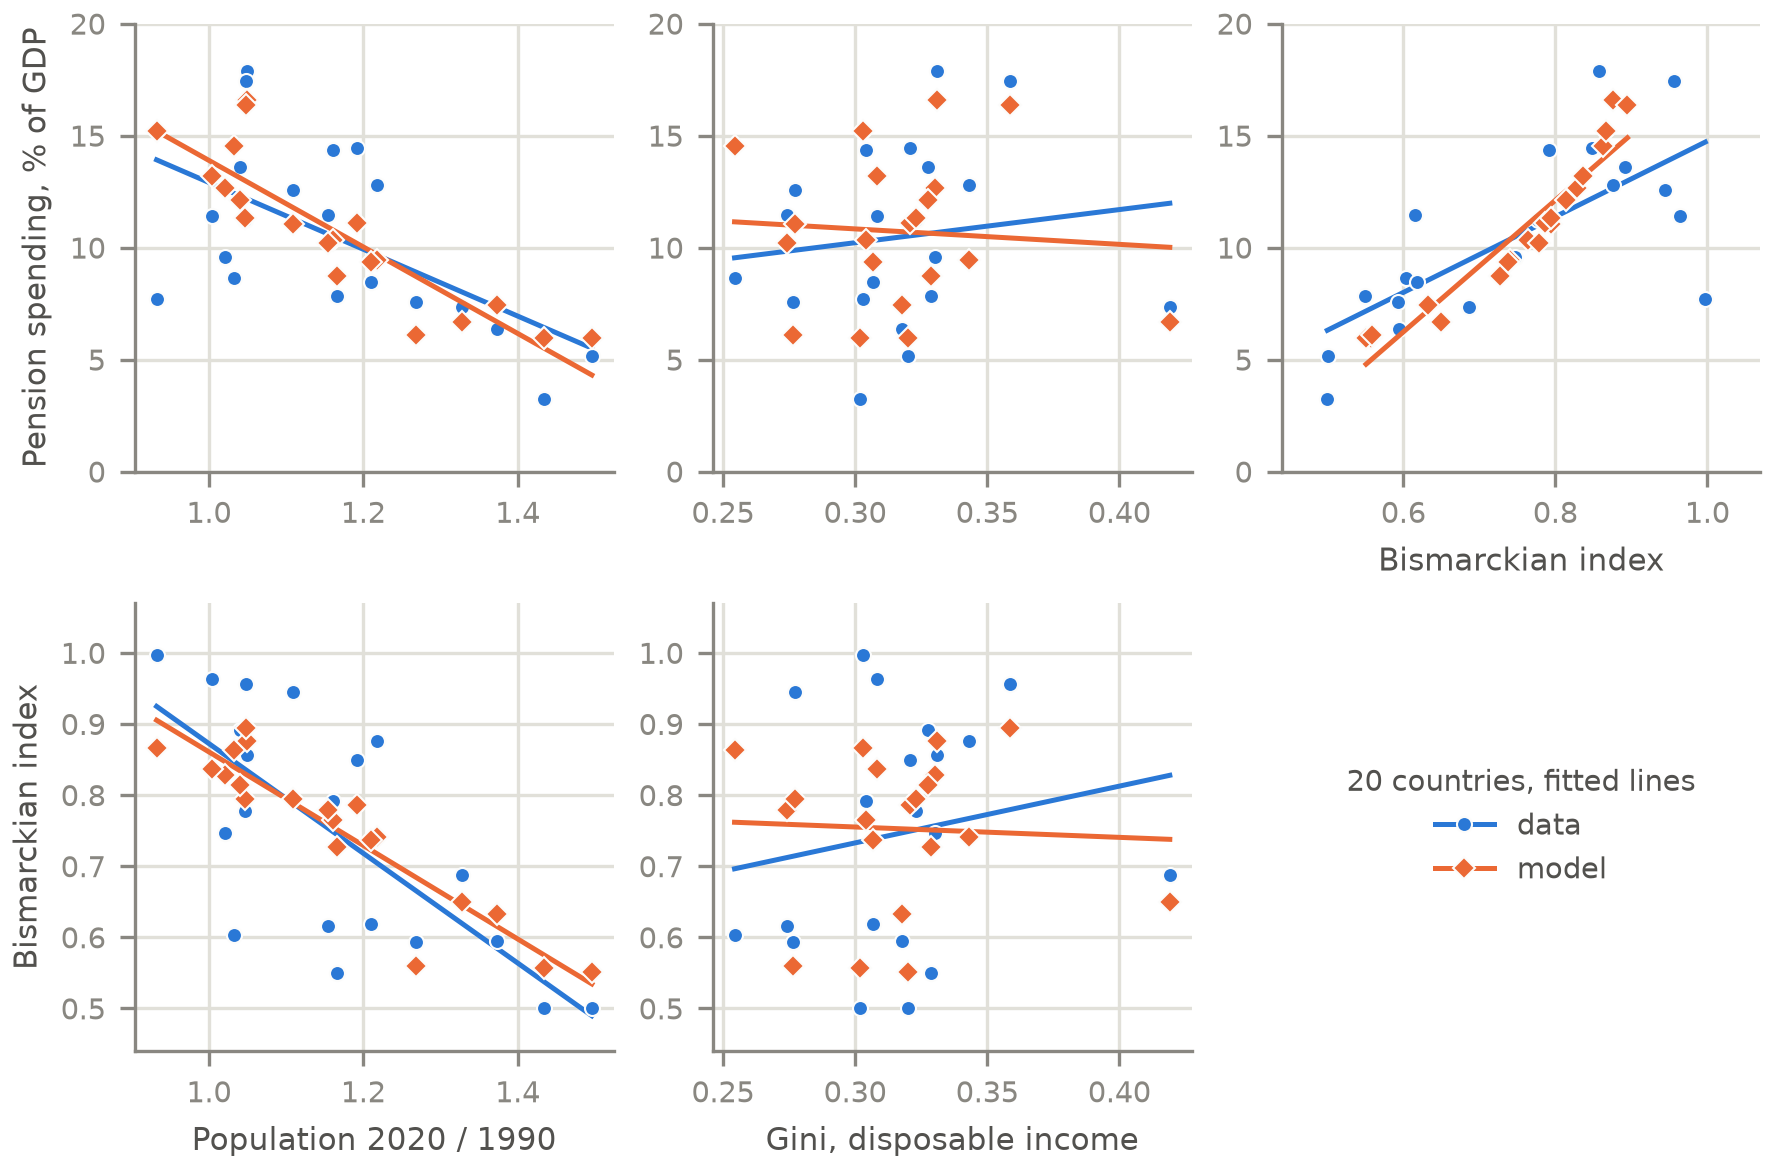 Pension spending, % of GDP
20
15
10
5
0
1.0 1.2 1.4
20
15
10
5
0
0.25 0.30 0.35 0.40
20
15
10
5
0
0.6 0.8 1.0
Bismarckian index
Bismarckian index
1.0
0.9
0.8
0.7
0.6
0.5
1.0 1.2 1.4
Population 2020 / 1990
1.0
0.9
0.8
0.7
0.6
0.5
0.25 0.30 0.35 0.40
Gini, disposable income
20 countries, fitted lines
data
model